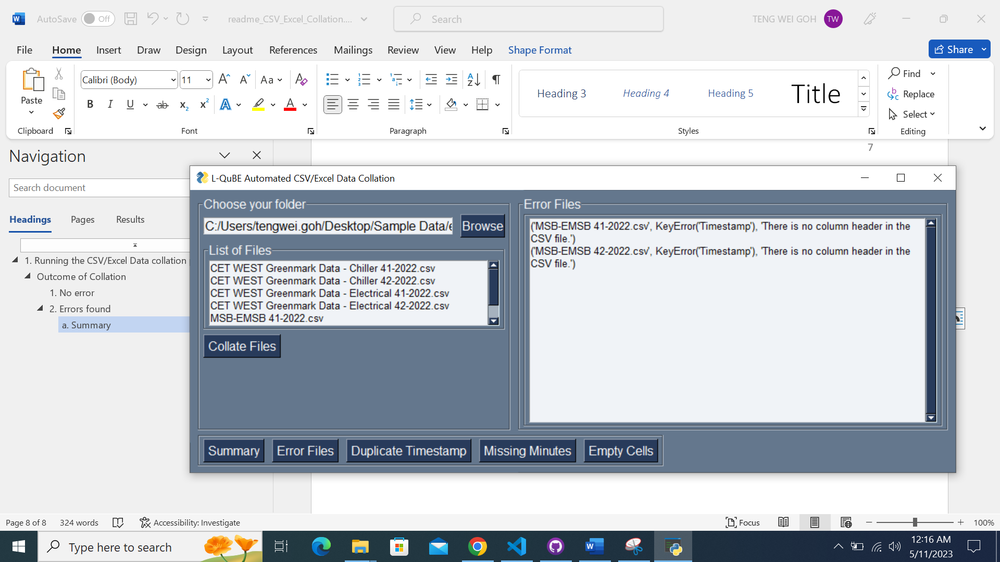 AutoSave Off readme_CSV_Excel_Collation.... Search TENG WEI GOH TW
File Home Insert Draw Design Layout References Mailings Review View Help Shape Format Share
Paste
Clipboard
Calibri (Body) 11
Font
Paragraph
Heading 3 Heading 4 Heading 5 Title
Styles
Find
Replace
Select
Editing
Navigation
Search document
Headings Pages Results
1. Running the CSV/Excel Data collation
Outcome of Collation
1. No error
2. Errors found
a. Summary
7
L-QuBE Automated CSV/Excel Data Collation
Choose your folder
C:/Users/tengwei.goh/Desktop/Sample Data/e Browse
List of Files
CET WEST Greenmark Data - Chiller 41-2022.csv
CET WEST Greenmark Data - Chiller 42-2022.csv
CET WEST Greenmark Data - Electrical 41-2022.csv
CET WEST Greenmark Data - Electrical 42-2022.csv
MSB-EMSB 41-2022.csv
Collate Files
Error Files
('MSB-EMSB 41-2022.csv', KeyError('Timestamp'), 'There is no column header in the
CSV file.')
('MSB-EMSB 42-2022.csv', KeyError('Timestamp'), 'There is no column header in the
CSV file.')
Summary Error Files Duplicate Timestamp Missing Minutes Empty Cells
Page 8 of 8 324 words Accessibility: Investigate Focus 100%
Type here to search
12:16 AM
5/11/2023